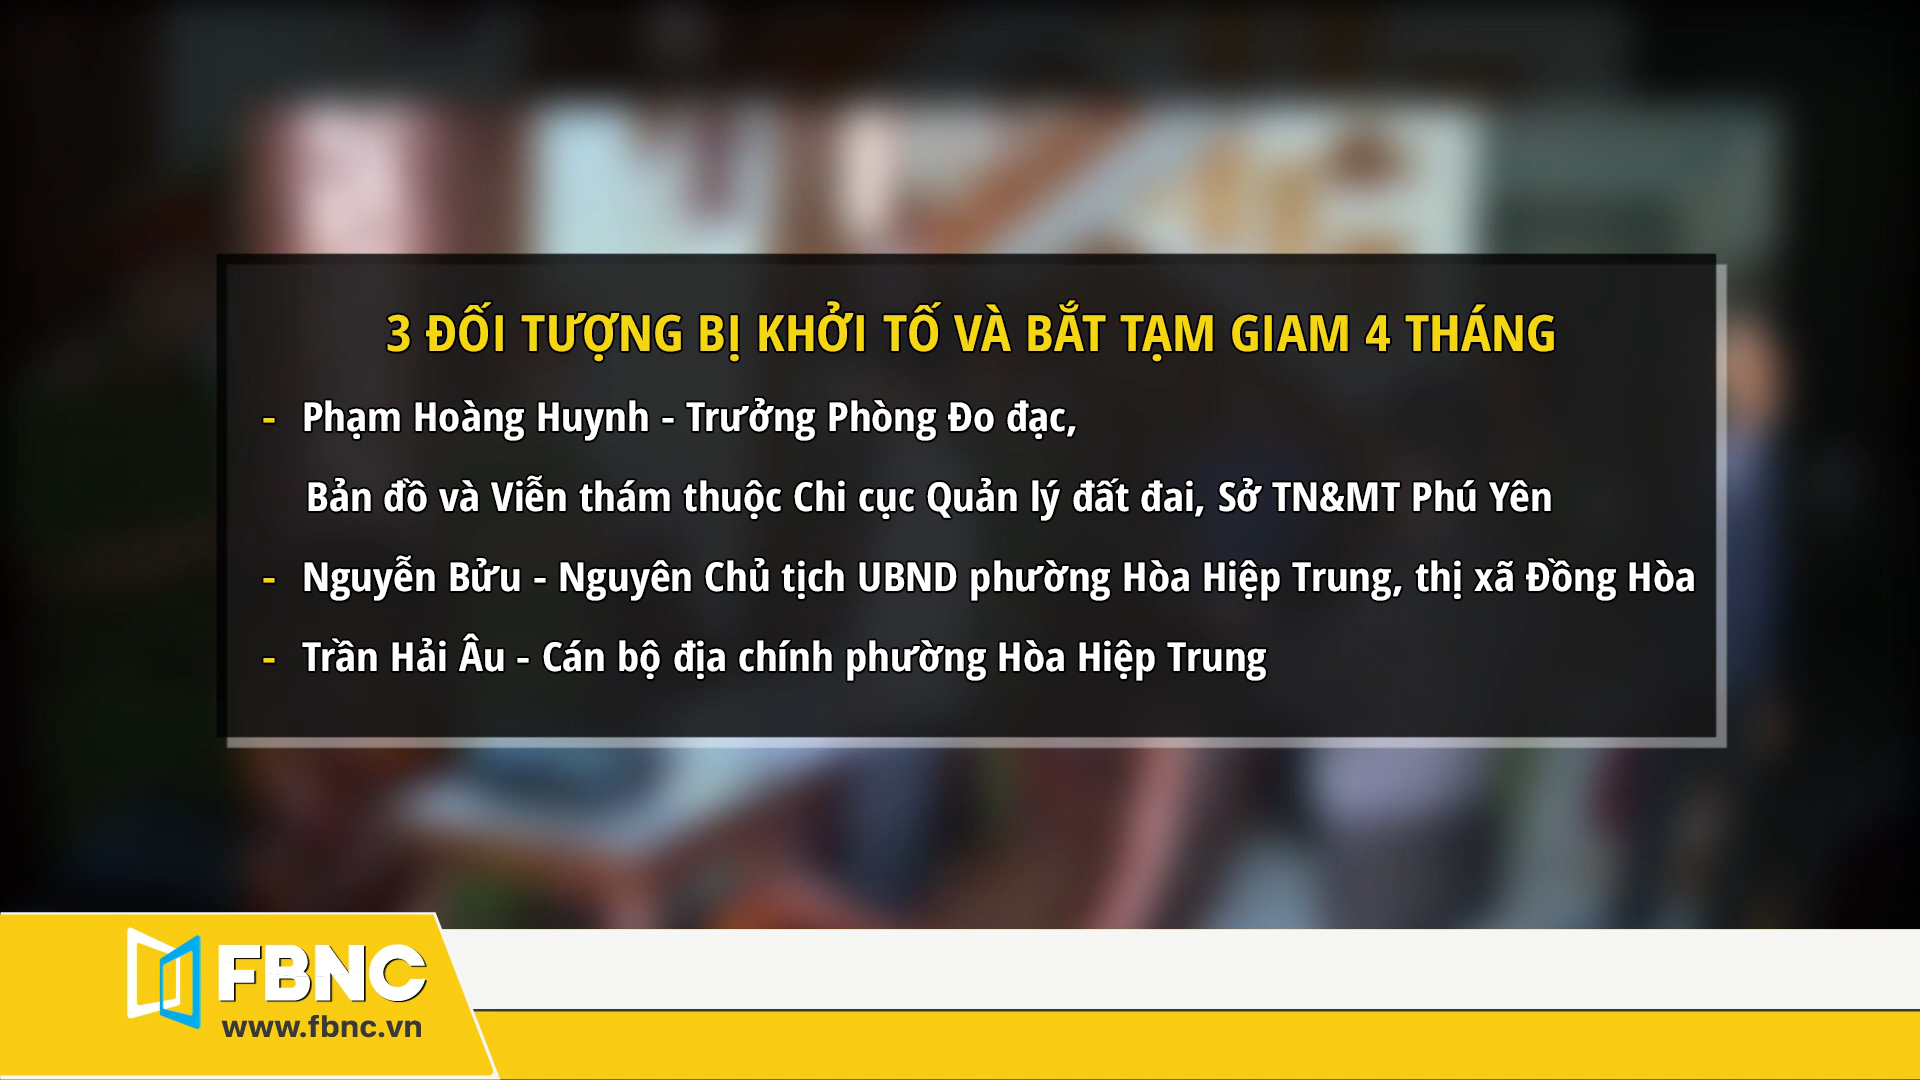 3 ĐỐI TƯỢNG BỊ KHỞI TỐ VÀ BẮT TẠM GIAM 4 THÁNG
- Phạm Hoàng Huynh - Trưởng Phòng Đo đạc,
Bản đồ và Viễn thám thuộc Chi cục Quản lý đất đai, Sở TN&MT Phú Yên
- Nguyễn Bửu - Nguyên Chủ tịch UBND phường Hòa Hiệp Trung, thị xã Đồng Hòa
- Trần Hải Âu - Cán bộ địa chính phường Hòa Hiệp Trung
FBNC
www.fbnc.vn